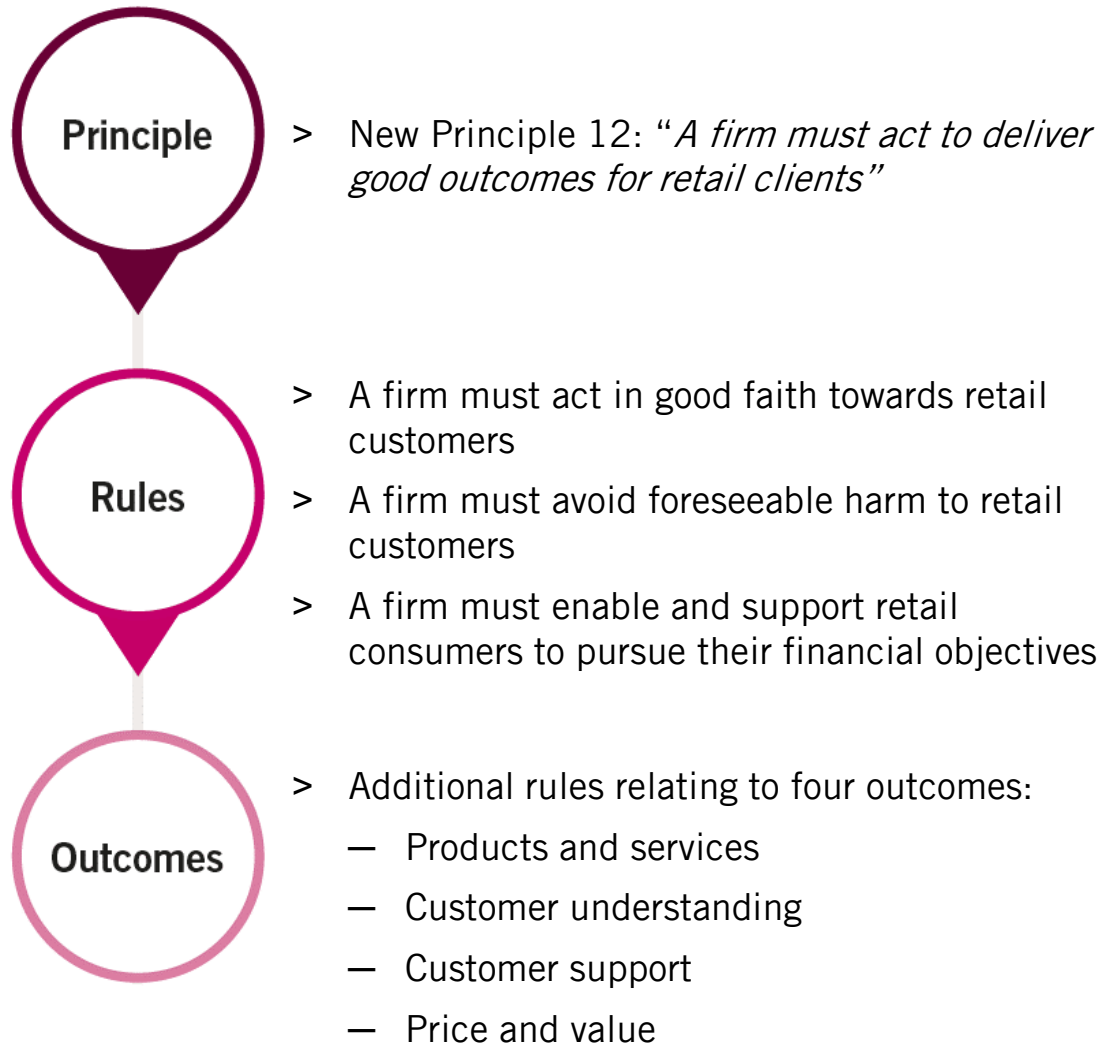 Principle
> New Principle 12: “A firm must act to deliver
good outcomes for retail clients”
Rules
> A firm must act in good faith towards retail
customers
> A firm must avoid foreseeable harm to retail
customers
> A firm must enable and support retail
consumers to pursue their financial objectives
Outcomes
> Additional rules relating to four outcomes:
— Products and services
— Customer understanding
— Customer support
— Price and value